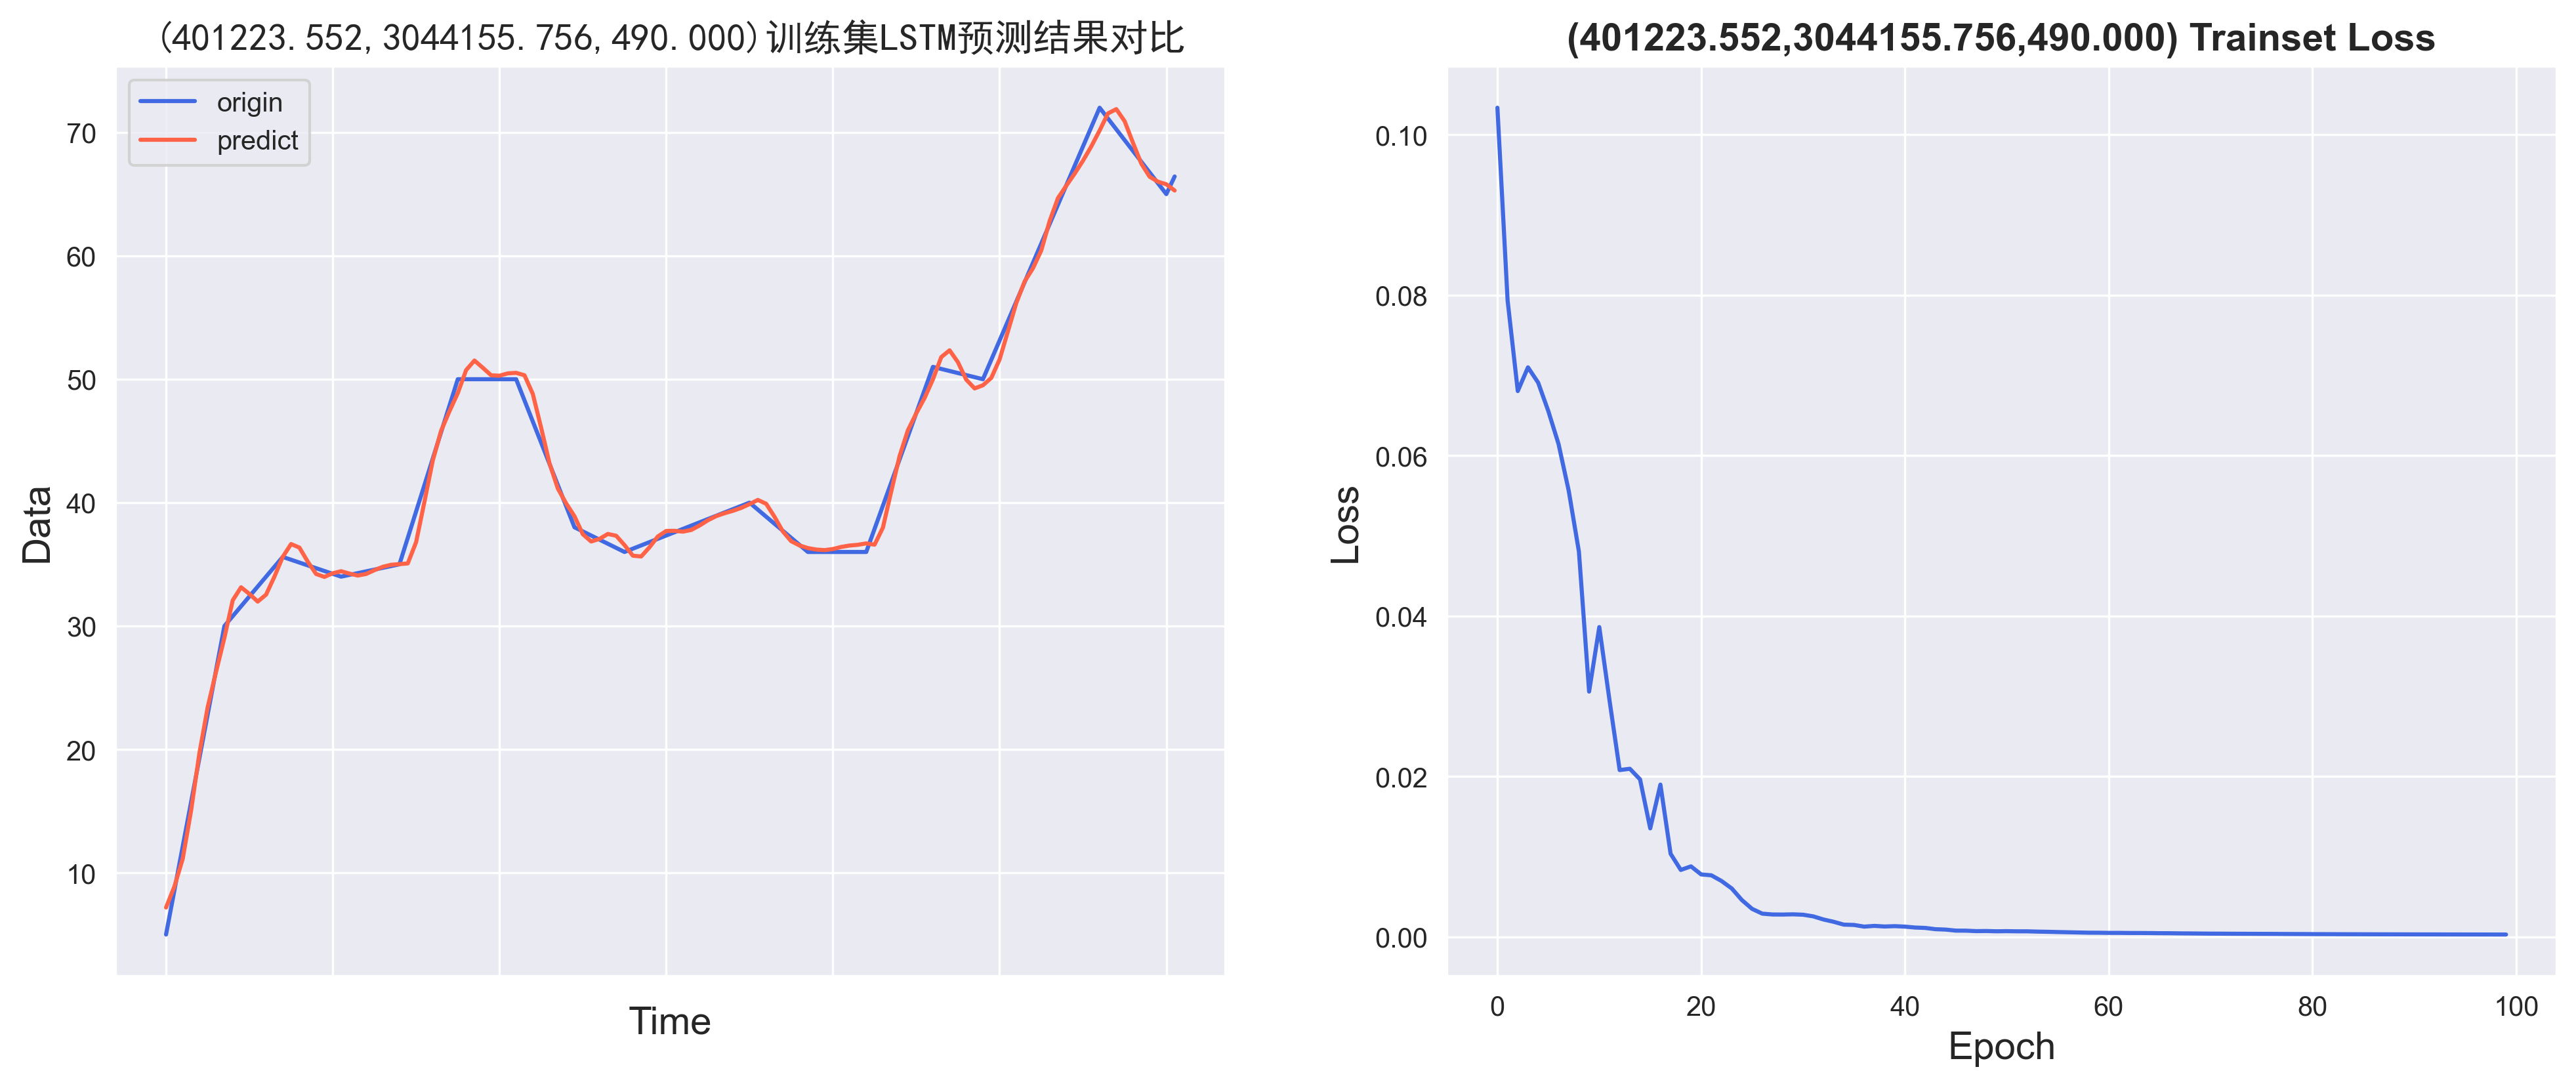 (401223.552,3044155.756,490.000)训练集LSTM预测结果对比
origin
predict
70
60
50
40
30
20
10
Data
Time
(401223.552,3044155.756,490.000) Trainset Loss
0.10
0.08
0.06
0.04
0.02
0.00
Loss
0 20 40 60 80 100
Epoch